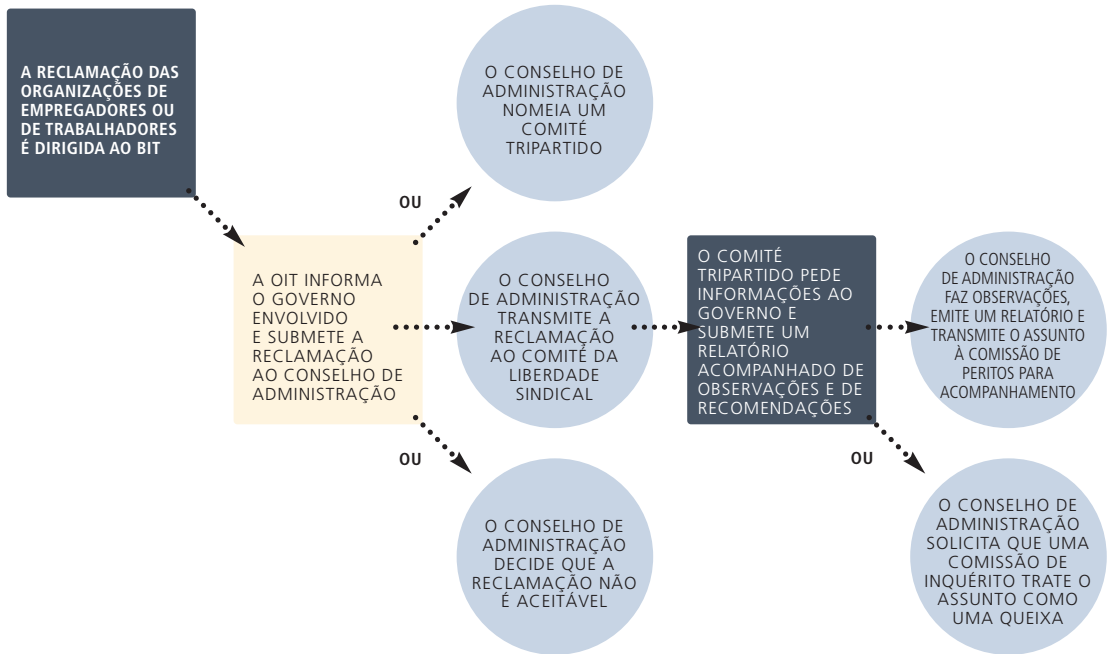 A RECLAMAÇÃO DAS
ORGANIZAÇÕES DE
EMPREGADORES OU
DE TRABALHADORES
É DIRIGIDA AO BIT
O CONSELHO DE
ADMINISTRAÇÃO
NOMEIA UM
COMITÉ
TRIPARTIDO
OU
A OIT INFORMA
O GOVERNO
ENVOLVIDO
E SUBMETE A
RECLAMAÇÃO
AO CONSELHO DE
ADMINISTRAÇÃO
O CONSELHO
DE ADMINISTRAÇÃO
TRANSMITE A
RECLAMAÇÃO
AO COMITÉ DA
LIBERDADE
SINDICAL
O COMITÉ
TRIPARTIDO PEDE
INFORMAÇÕES AO
GOVERNO E
SUBMETE UM
RELATÓRIO
ACOMPANHADO DE
OBSERVAÇÕES E DE
RECOMENDAÇÕES
O CONSELHO
DE ADMINISTRAÇÃO
FAZ OBSERVAÇÕES,
EMITE UM RELATÓRIO E
TRANSMITE O ASSUNTO
À COMISSÃO DE
PERITOS PARA
ACOMPANHAMENTO
OU
O CONSELHO DE
ADMINISTRAÇÃO
DECIDE QUE A
RECLAMAÇÃO NÃO
É ACEITÁVEL
OU
O CONSELHO DE
ADMINISTRAÇÃO
SOLICITA QUE UMA
COMISSÃO DE
INQUÉRITO TRATE O
ASSUNTO COMO
UMA QUEIXA